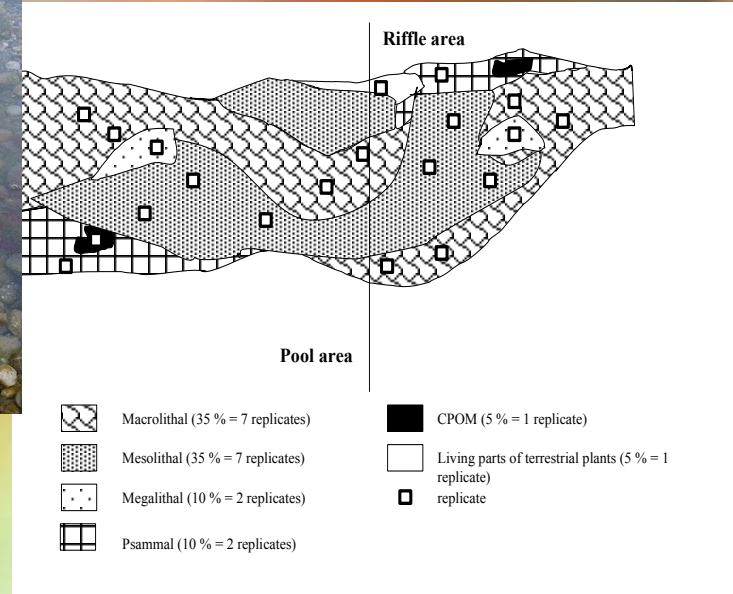 Riffle area
Pool area
Macrolithal (35 % = 7 replicates)
Mesolithal (35 % = 7 replicates)
Megalithal (10 % = 2 replicates)
Psammal (10 % = 2 replicates)
CPOM (5 % = 1 replicate)
Living parts of terrestrial plants (5 % = 1
replicate)
replicate